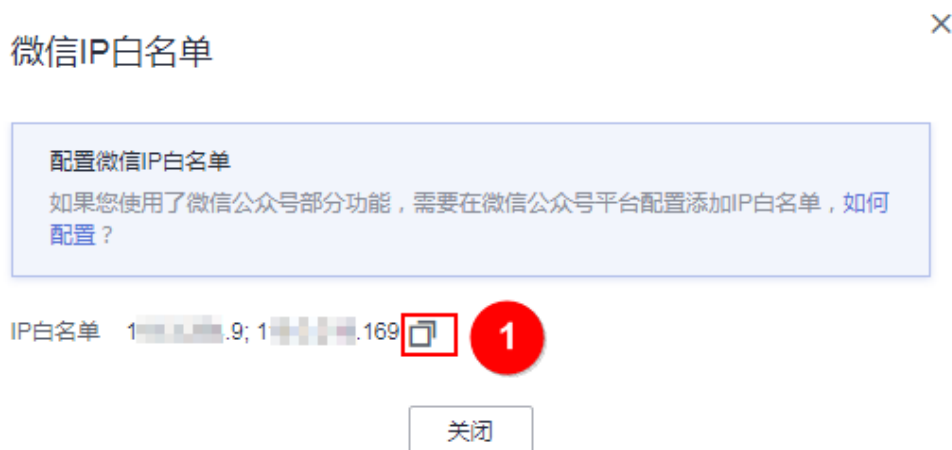 微信IP白名单
配置微信IP白名单
如果您使用了微信公众号部分功能，需要在微信公众号平台配置添加IP白名单，如何
配置？
IP白名单 1 .9; 1 .169 1
关闭